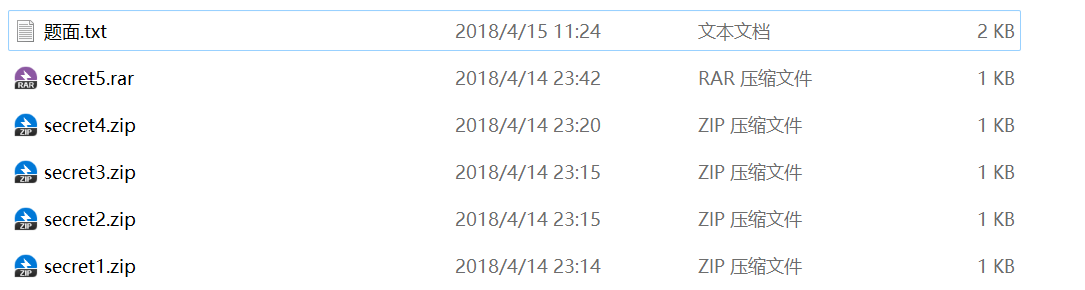 题面.txt 2018/4/15 11:24 文本文档 2 KB
RAR secret5.rar 2018/4/14 23:42 RAR 压缩文件 1 KB
ZIP secret4.zip 2018/4/14 23:20 ZIP 压缩文件 1 KB
ZIP secret3.zip 2018/4/14 23:15 ZIP 压缩文件 1 KB
ZIP secret2.zip 2018/4/14 23:15 ZIP 压缩文件 1 KB
ZIP secret1.zip 2018/4/14 23:14 ZIP 压缩文件 1 KB